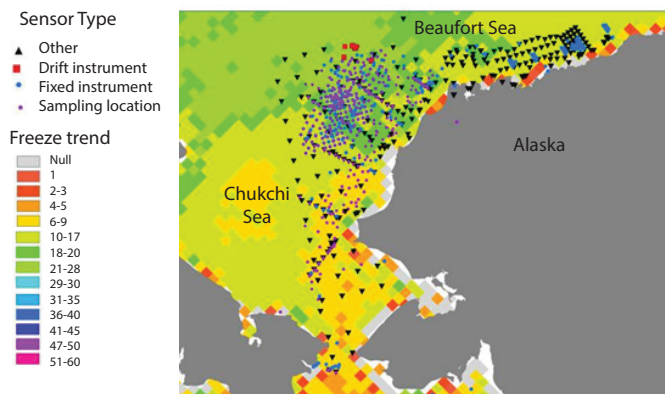 Sensor Type
Other
Drift instrument
Fixed instrument
Sampling location
Freeze trend
Null
1
2-3
4-5
6-9
10-17
18-20
21-28
29-30
31-35
36-40
41-45
47-50
51-60
Beaufort Sea
Alaska
Chukchi
Sea